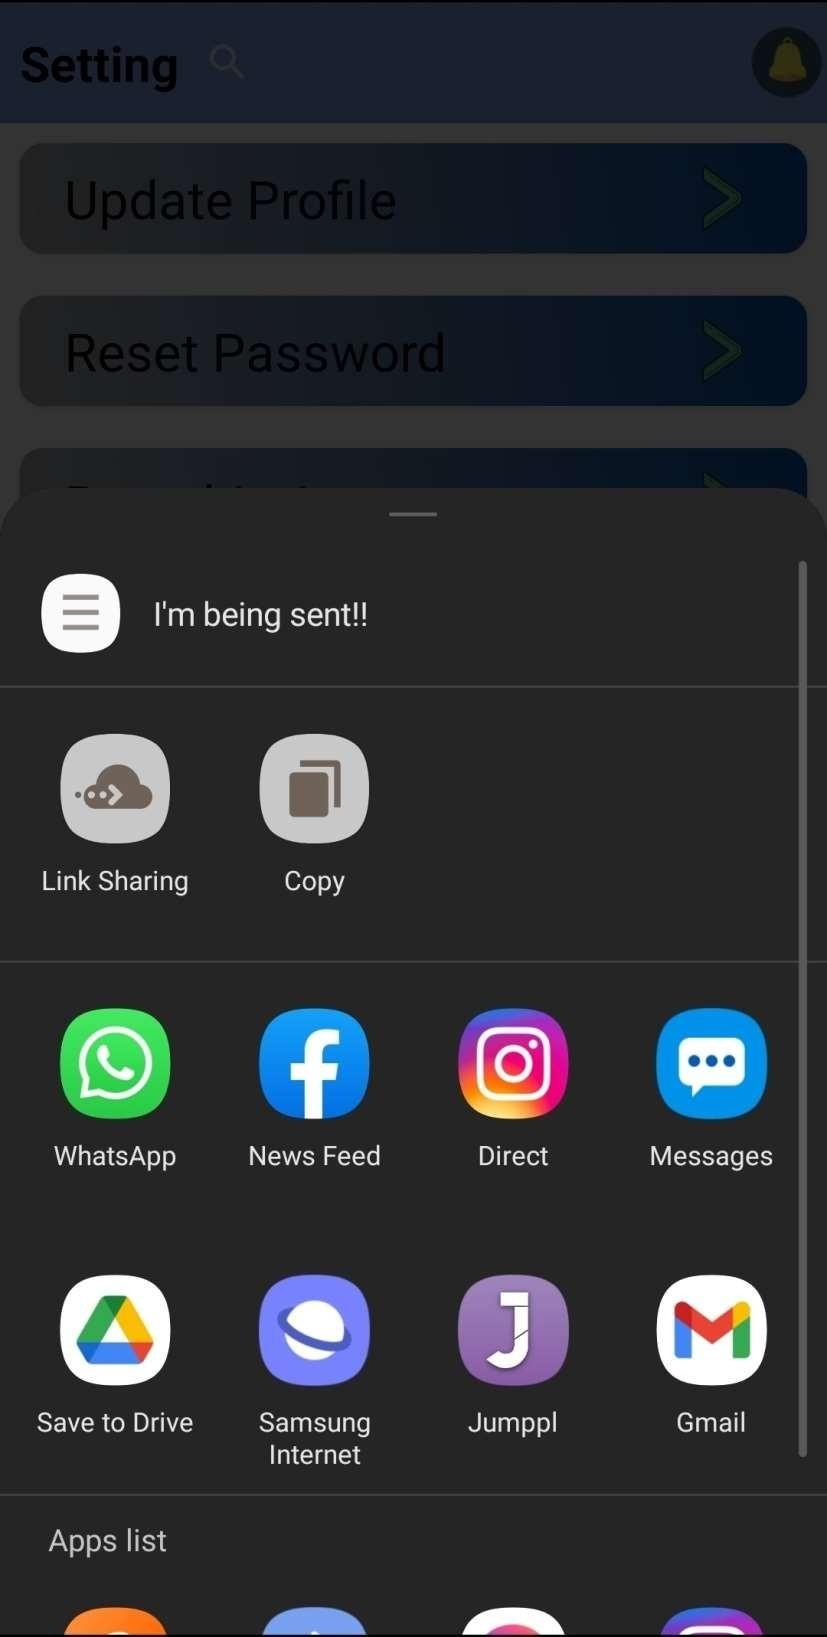 Setting
Update Profile
Reset Password
I'm being sent!!
Link Sharing
Copy
WhatsApp
News Feed
Direct
Messages
Save to Drive
Samsung
Internet
Jumppl
Gmail
Apps list